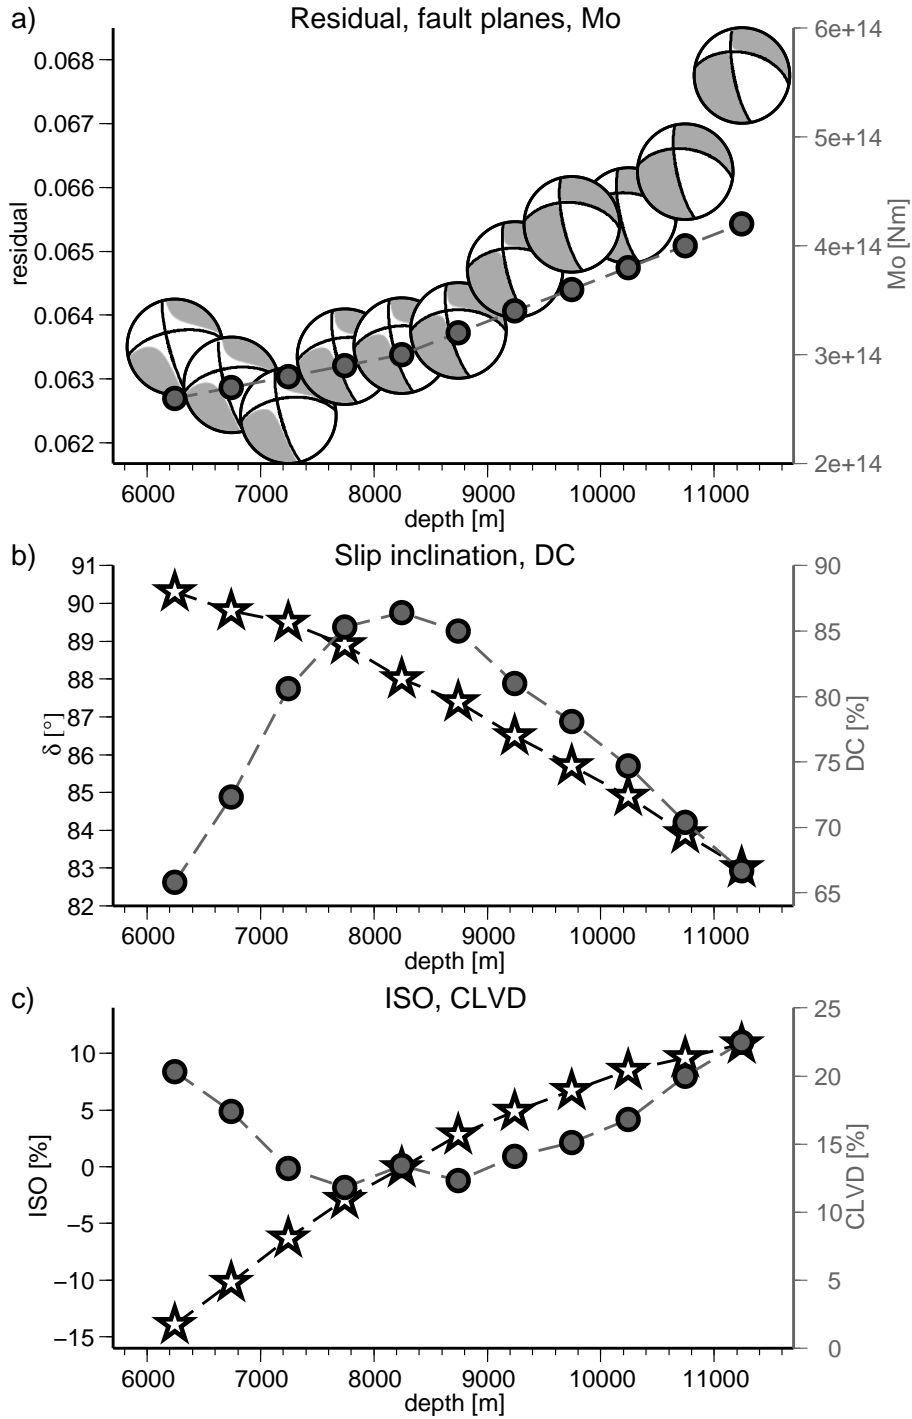 a)
Residual, fault planes, Mo
0.068
0.067
0.066
0.065
0.064
0.063
0.062
residual
6e+14
5e+14
4e+14
3e+14
2e+14
Mo [Nm]
6000 7000 8000 9000 10000 11000
depth [m]
b)
Slip inclination, DC
91
90
89
88
87
86
85
84
83
82
δ [°]
90
85
80
75
70
65
DC [%]
6000 7000 8000 9000 10000 11000
depth [m]
c)
ISO, CLVD
10
5
0
−5
−10
−15
ISO [%]
25
20
15
10
5
0
CLVD [%]
6000 7000 8000 9000 10000 11000
depth [m]